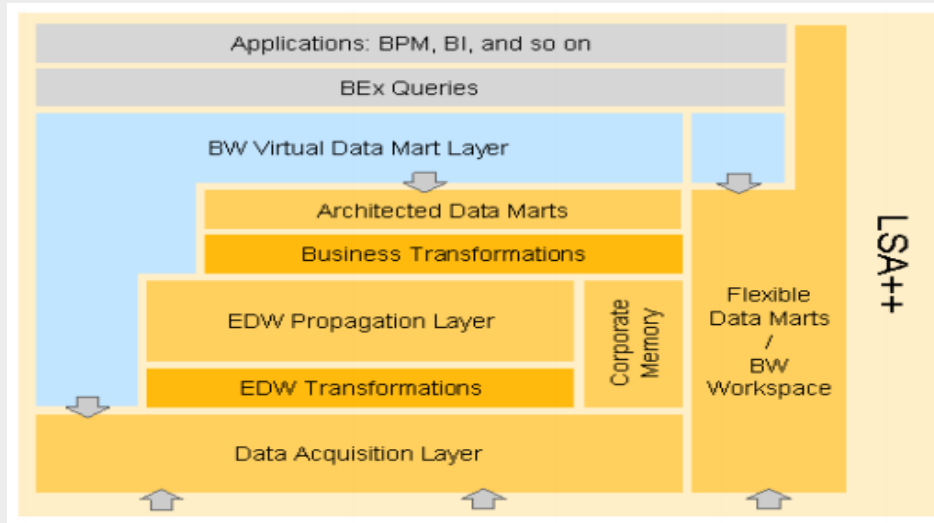 Applications: BPM, BI, and so on
BEx Queries
BW Virtual Data Mart Layer
Architected Data Marts
Business Transformations
EDW Propagation Layer
Corporate
Memory
EDW Transformations
Data Acquisition Layer
Flexible
Data Marts
/
BW
Workspace
LSA++